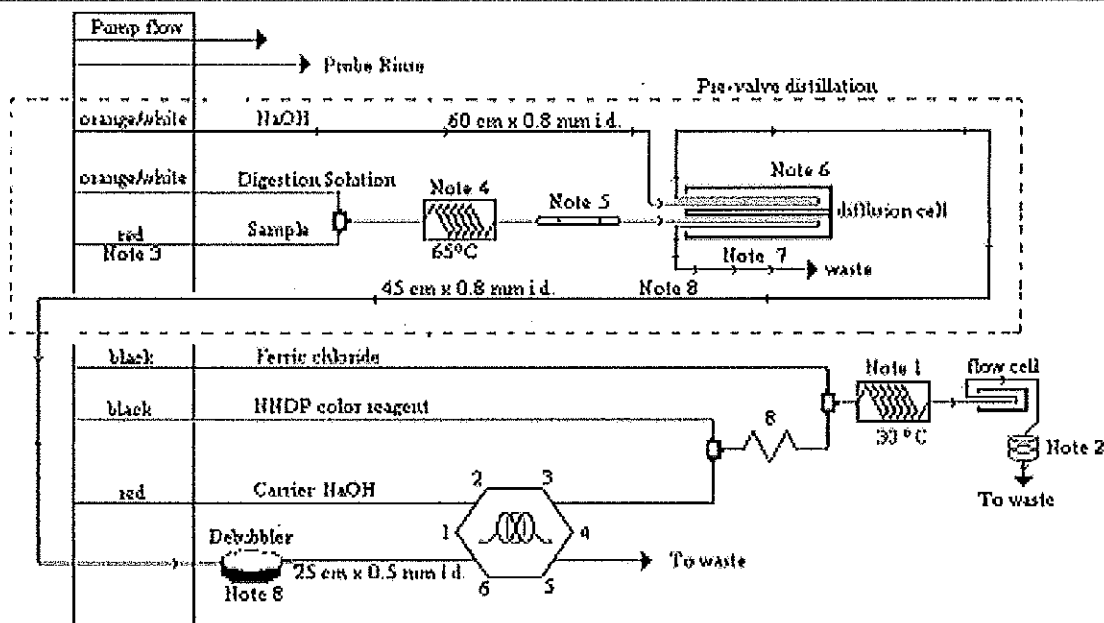 Pump flow
Probe Rinse
Pre-valve distillation
orange/white NaOH 60 cm x 0.8 mm i.d.
Note 6
orange/white Digestion Solution
Note 4
Note 5
diffusion cell
red Sample
Note 3
65°C
Note 7
waste
45 cm x 0.8 mm i.d. Note 8
black Ferric chloride
Note 1
flow cell
black NNDP color reagent
8
30 °C
Note 2
To waste
red Carrier NaOH
2 3
1 4
Debubbler
To waste
25 cm x 0.5 mm i.d.
6 5
Note 8